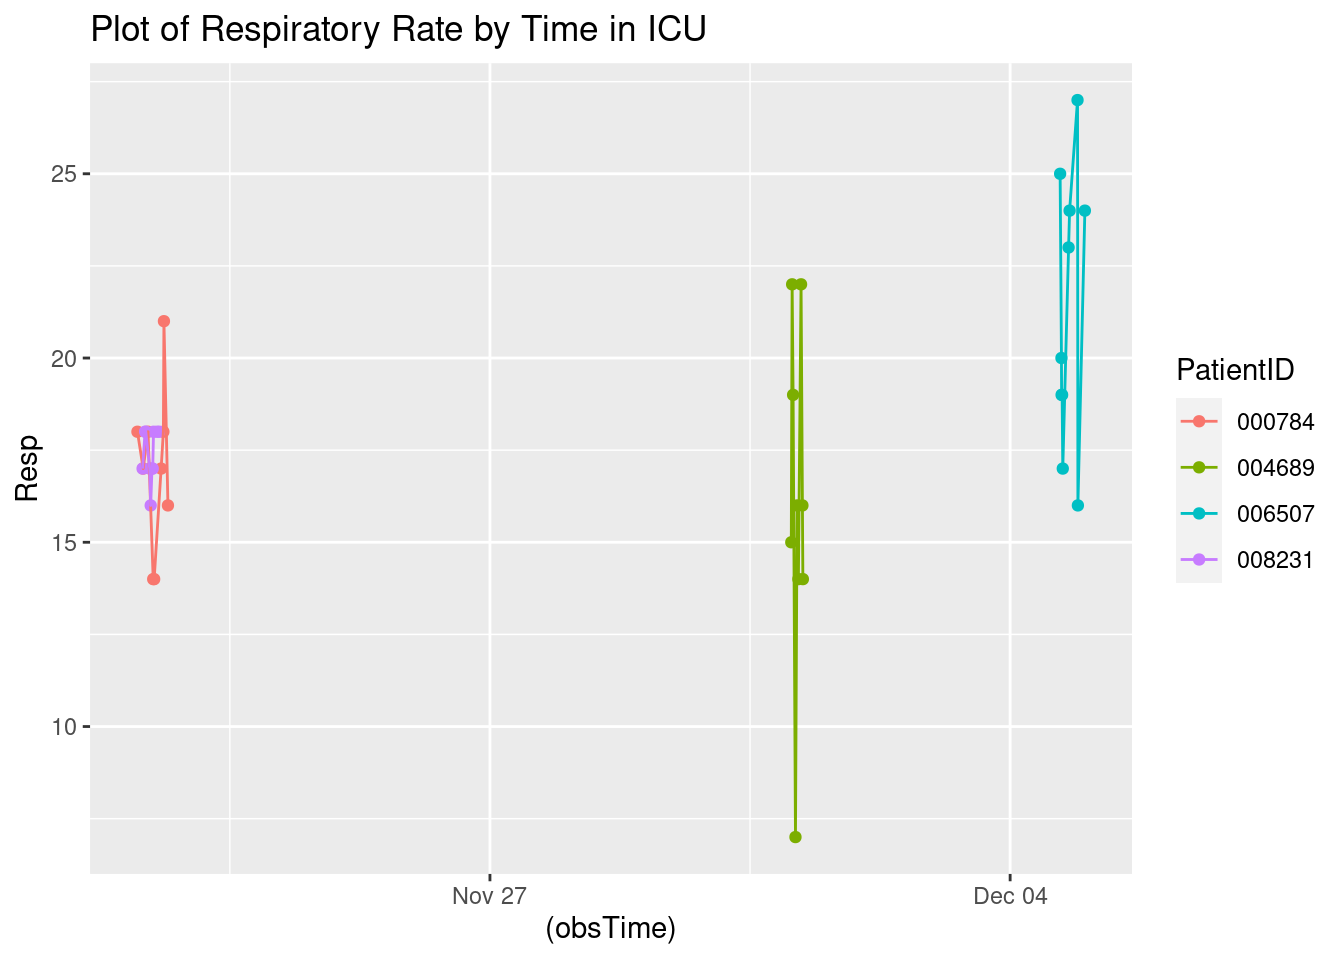 Plot of Respiratory Rate by Time in ICU
25
20
15
10
Resp
Nov 27
Dec 04
(obsTime)
PatientID
000784
004689
006507
008231